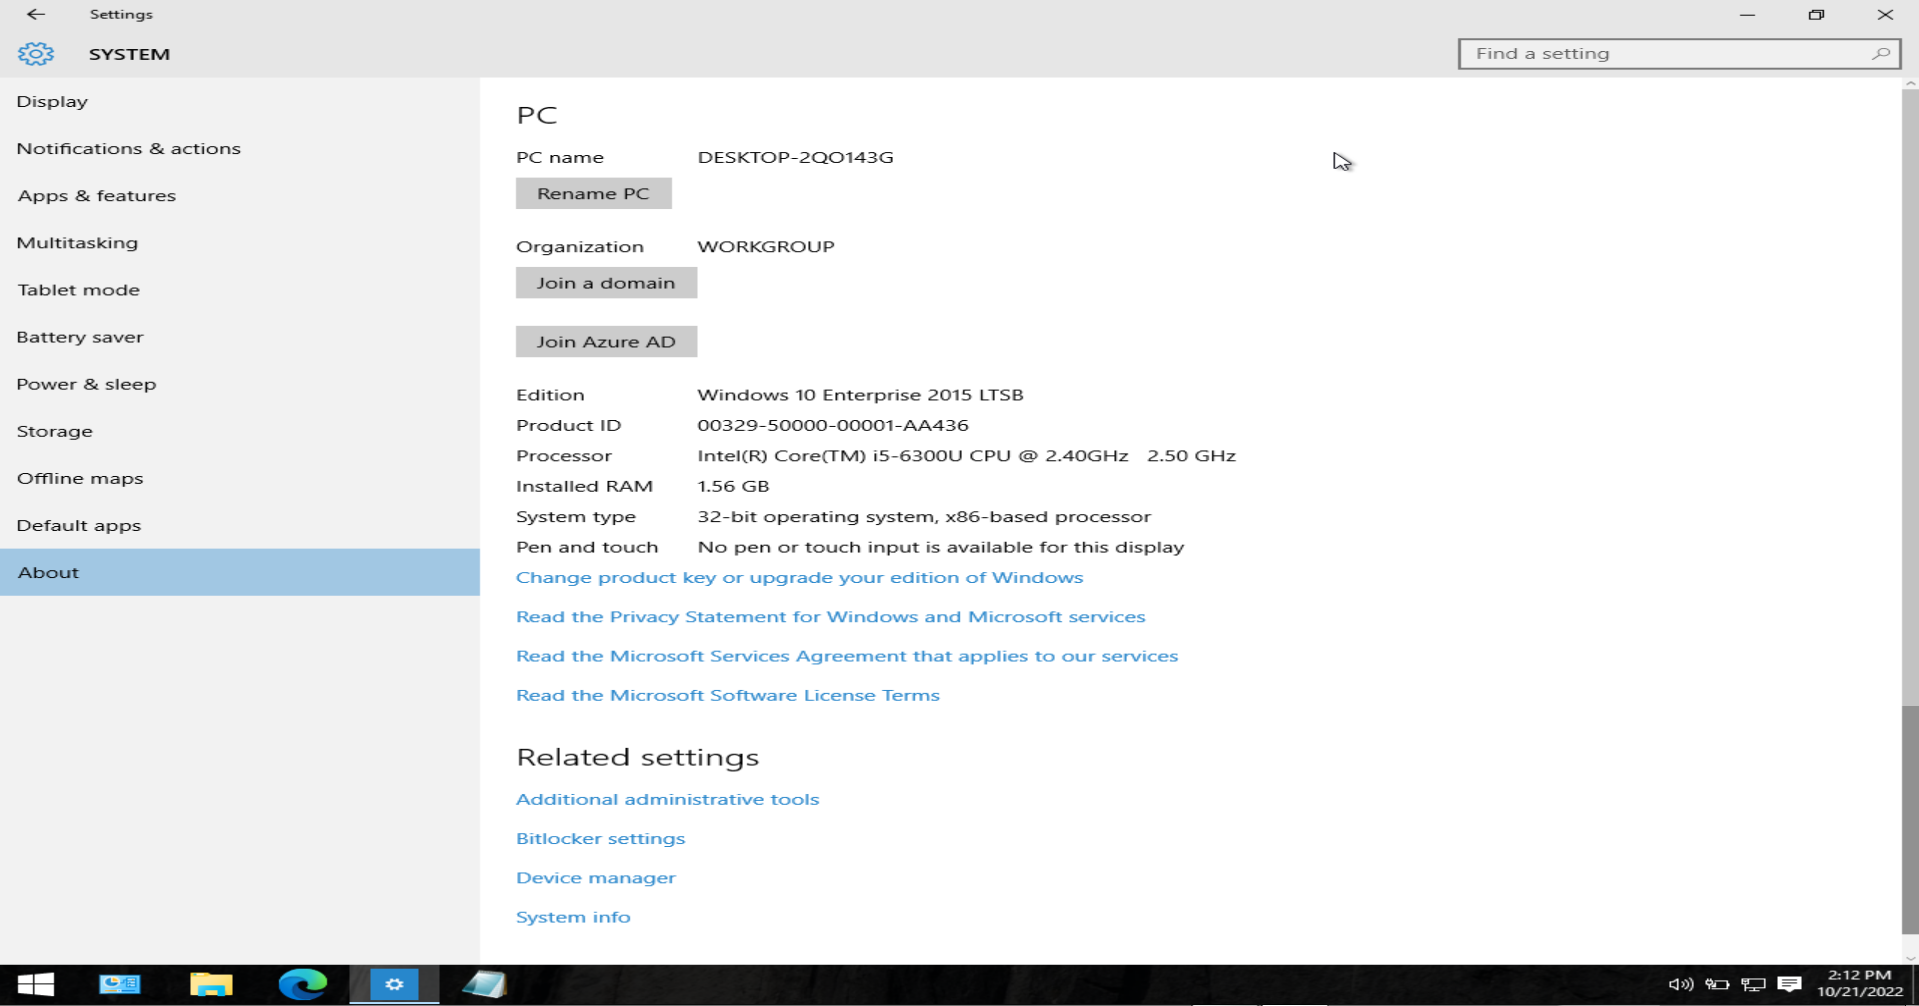 Settings
SYSTEM
Find a setting
Display
Notifications & actions
Apps & features
Multitasking
Tablet mode
Battery saver
Power & sleep
Storage
Offline maps
Default apps
About
PC
PC name DESKTOP-2QO143G
Rename PC
Organization WORKGROUP
Join a domain
Join Azure AD
Edition Windows 10 Enterprise 2015 LTSB
Product ID 00329-50000-00001-AA436
Processor Intel(R) Core(TM) i5-6300U CPU @ 2.40GHz 2.50 GHz
Installed RAM 1.56 GB
System type 32-bit operating system, x86-based processor
Pen and touch No pen or touch input is available for this display
Change product key or upgrade your edition of Windows
Read the Privacy Statement for Windows and Microsoft services
Read the Microsoft Services Agreement that applies to our services
Read the Microsoft Software License Terms
Related settings
Additional administrative tools
Bitlocker settings
Device manager
System info
2:12 PM
10/21/2022